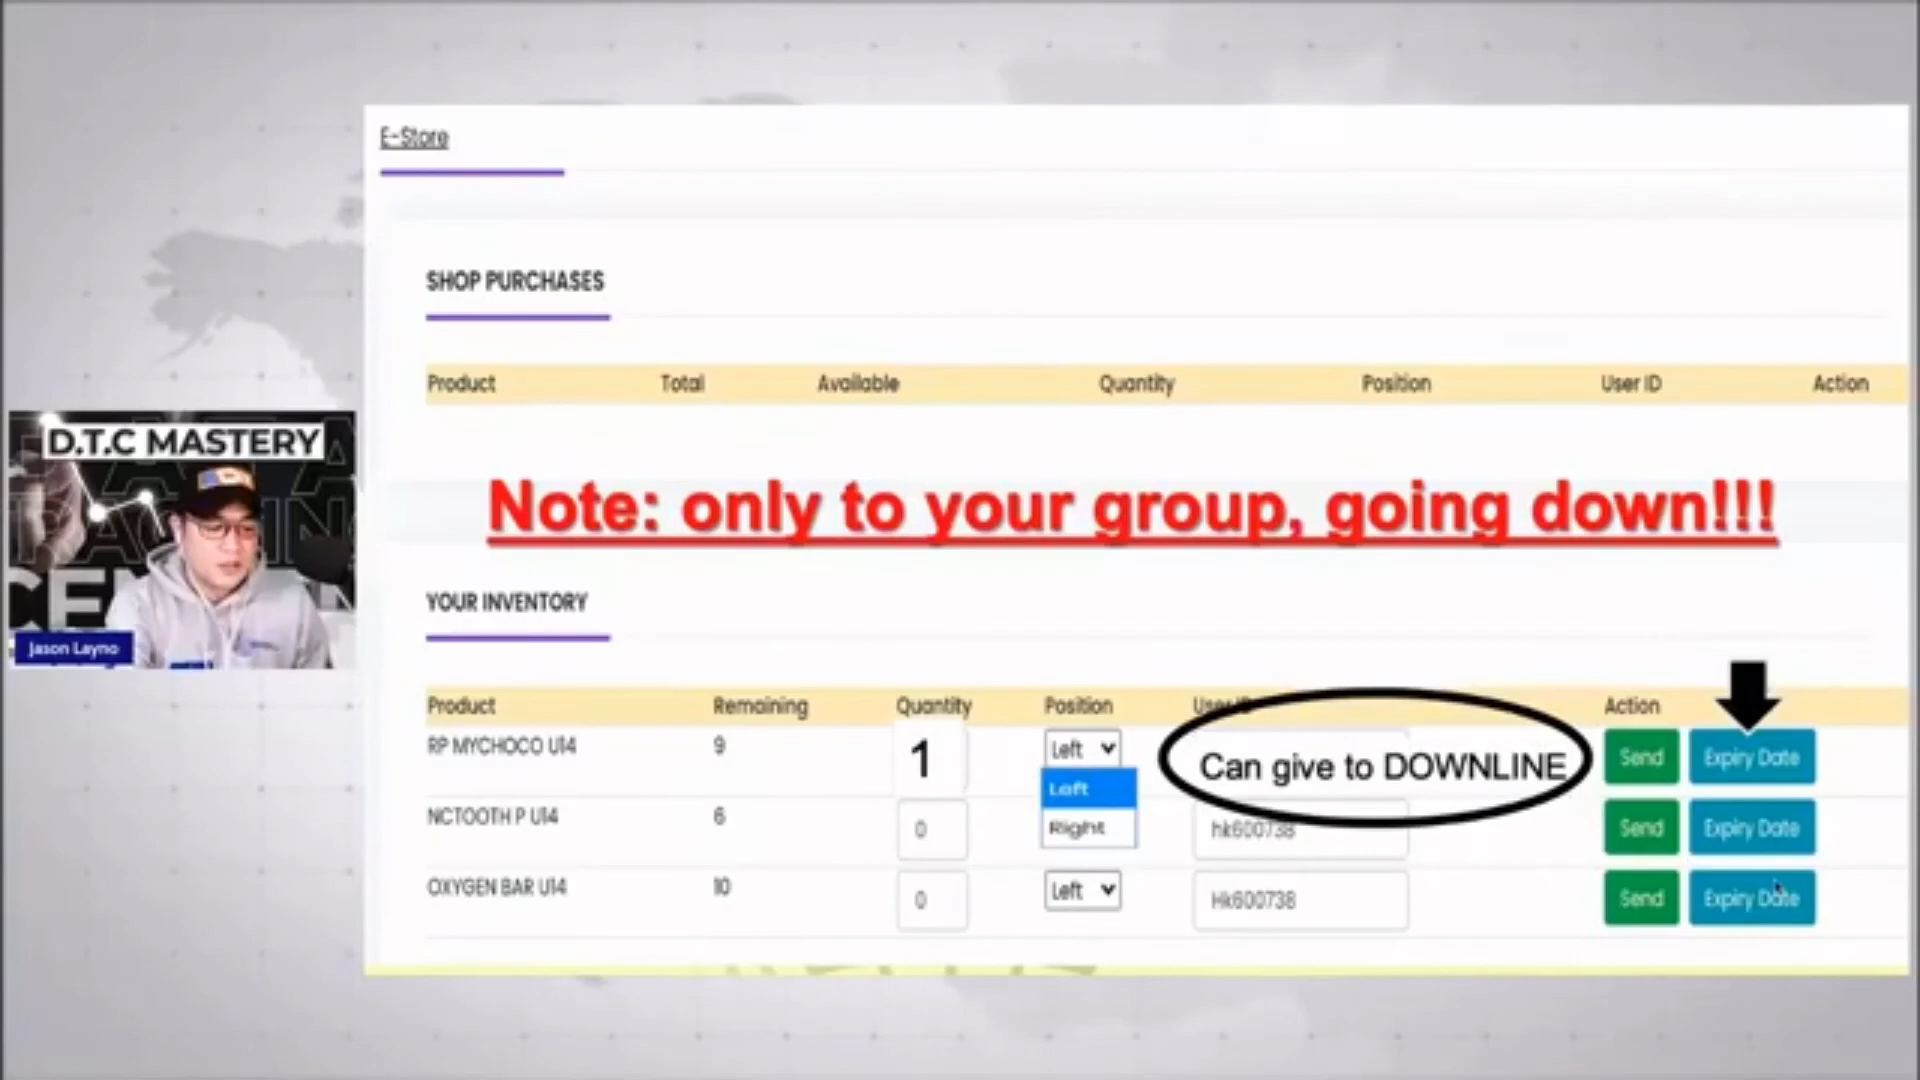 E-Store
SHOP PURCHASES
Product Total Available Quantity Position User ID Action
Note: only to your group, going down!!!
D.T.C MASTERY
Jason Layno
YOUR INVENTORY
Product Remaining Quantity Position User ID Action
RP MYCHOCO U14 9 1 Left Can give to DOWNLINE Send Expiry Date
Left
Right
NCTOOTH P U14 6 0 hk600738 Send Expiry Date
OXYGEN BAR U14 10 0 Left Hk600738 Send Expiry Date